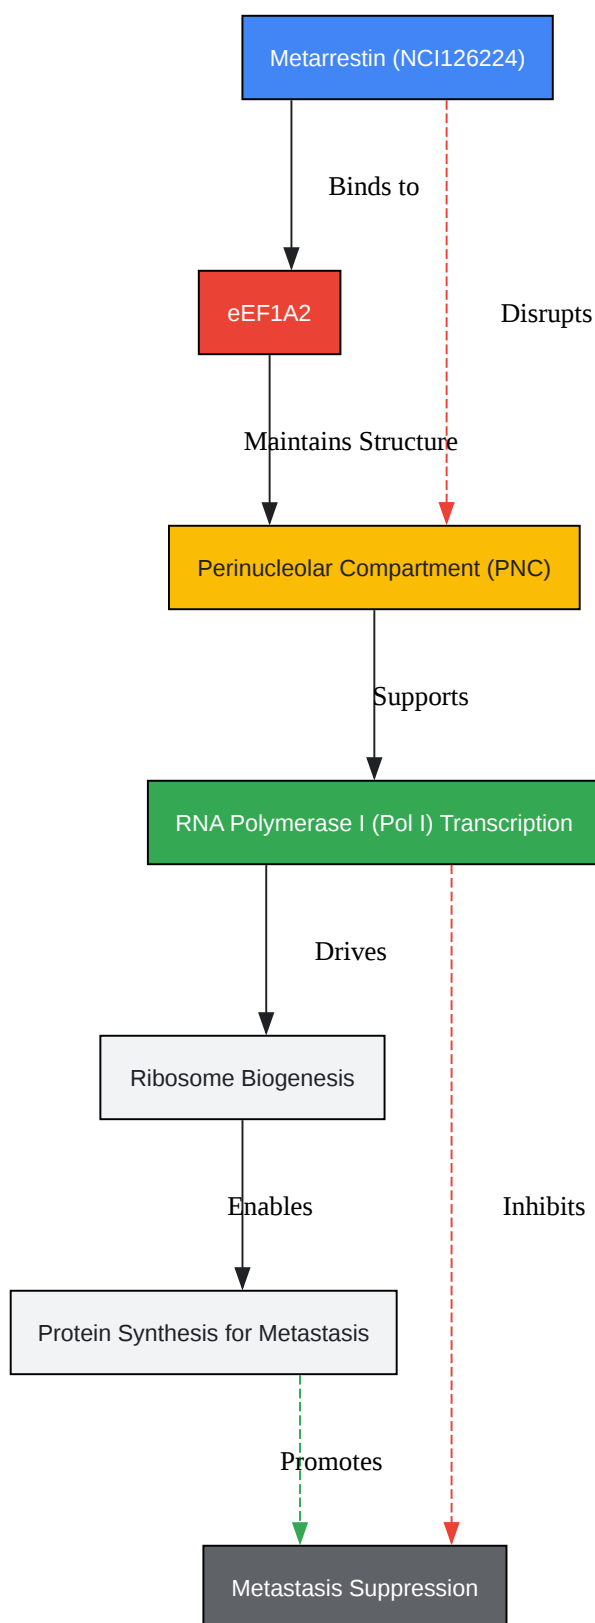 Metarrestin (NCI126224)
Binds to
eEF1A2
Disrupts
Maintains Structure
Perinucleolar Compartment (PNC)
Supports
RNA Polymerase I (Pol I) Transcription
Drives
Ribosome Biogenesis
Enables
Inhibits
Protein Synthesis for Metastasis
Promotes
Metastasis Suppression